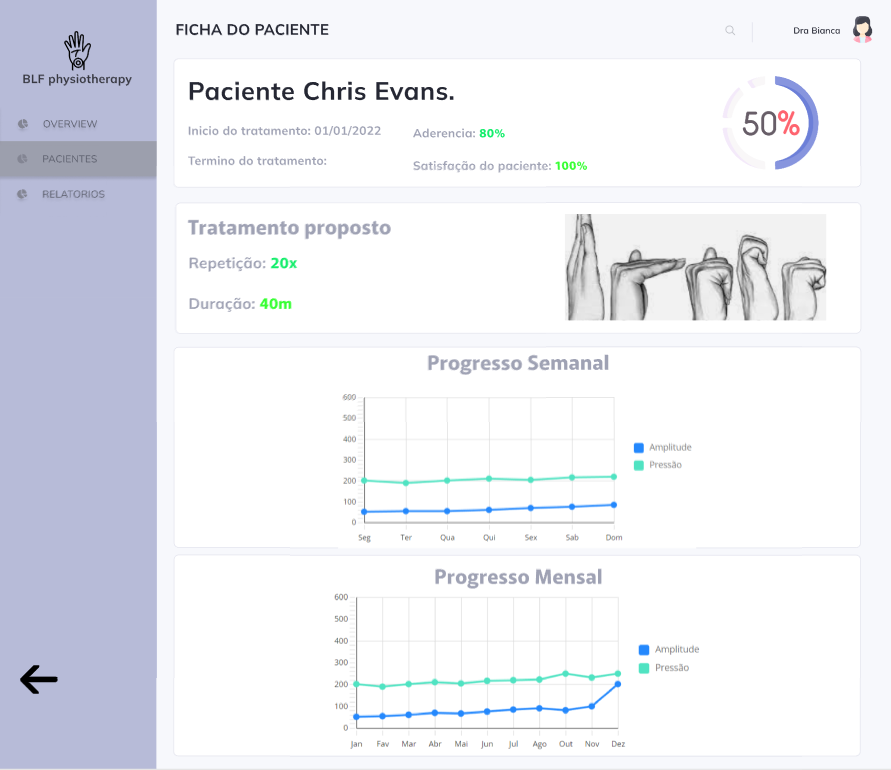 FICHA DO PACIENTE
Dra Bianca
BLF physiotherapy
OVERVIEW
PACIENTES
RELATORIOS
Paciente Chris Evans.
Inicio do tratamento: 01/01/2022
Aderencia: 80%
Termino do tratamento:
Satisfação do paciente: 100%
50%
Tratamento proposto
Repetição: 20x
Duração: 40m
Progresso Semanal
600
500
400
300
200
100
0
Seg Ter Qua Qui Sex Sab Dom
Amplitude
Pressão
Progresso Mensal
600
500
400
300
200
100
0
Jan Fav Mar Abr Mai Jun Jul Ago Out Nov Dez
Amplitude
Pressão